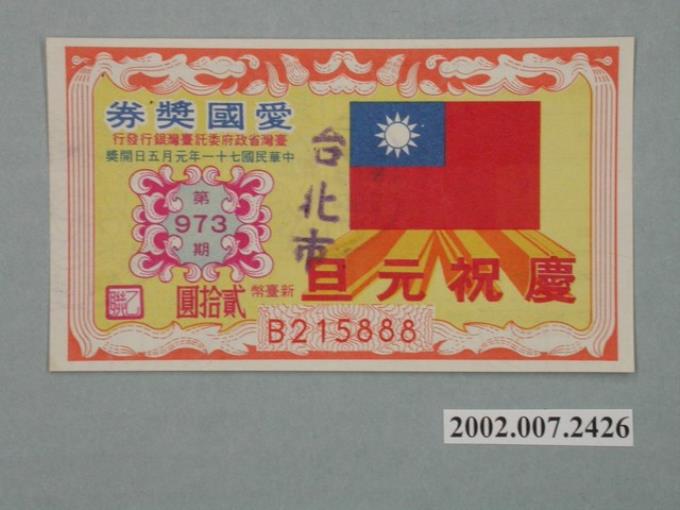 愛國獎券
臺灣省政府委託臺灣銀行發行
中華民國七十一年元月五日開獎
台北市
第
973
期
慶祝元旦
新臺幣貳拾圓
乙聯
B215888
2002.007.2426